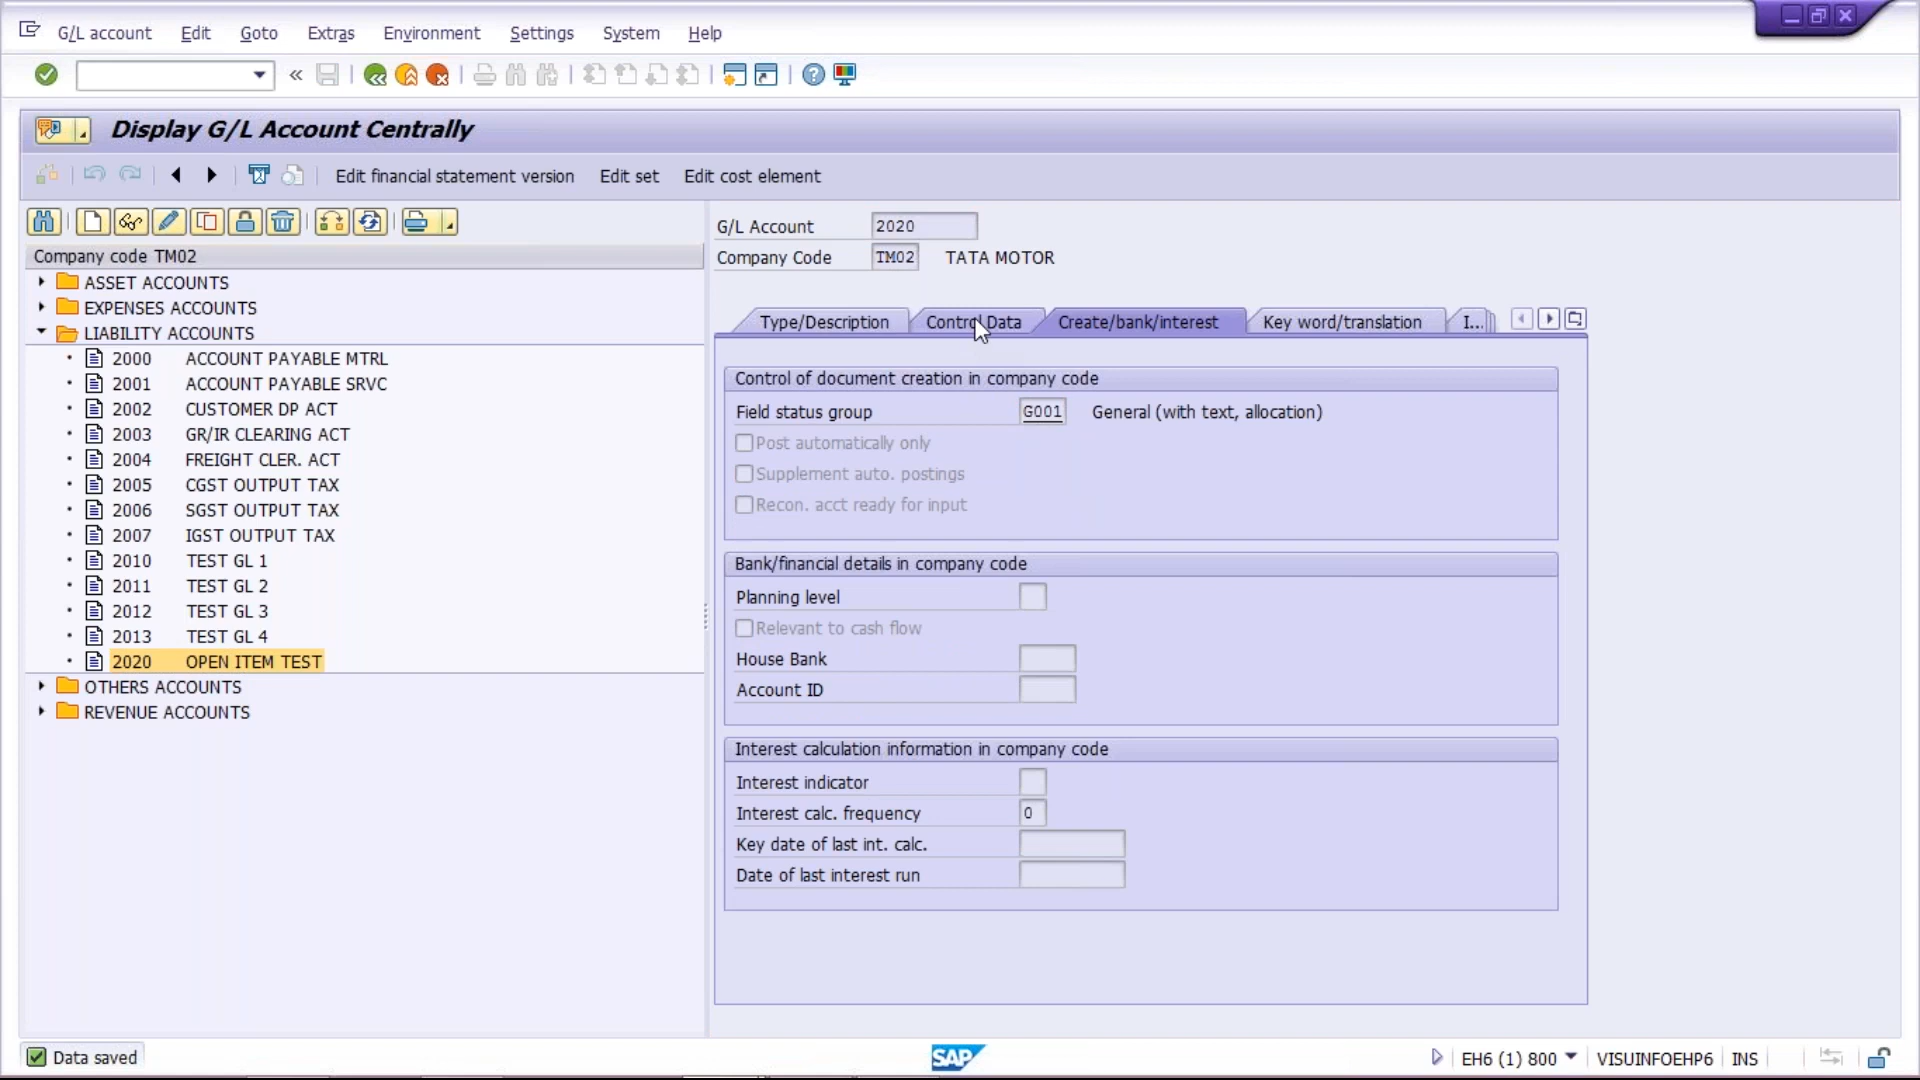 G/L account Edit Goto Extras Environment Settings System Help
Display G/L Account Centrally
Edit financial statement version Edit set Edit cost element
Company code TM02
ASSET ACCOUNTS
EXPENSES ACCOUNTS
LIABILITY ACCOUNTS
2000 ACCOUNT PAYABLE MTRL
2001 ACCOUNT PAYABLE SRVC
2002 CUSTOMER DP ACT
2003 GR/IR CLEARING ACT
2004 FREIGHT CLER. ACT
2005 CGST OUTPUT TAX
2006 SGST OUTPUT TAX
2007 IGST OUTPUT TAX
2010 TEST GL 1
2011 TEST GL 2
2012 TEST GL 3
2013 TEST GL 4
2020 OPEN ITEM TEST
OTHERS ACCOUNTS
REVENUE ACCOUNTS
G/L Account 2020
Company Code TM02 TATA MOTOR
Type/Description Control Data Create/bank/interest Key word/translation I...
Control of document creation in company code
Field status group G001 General (with text, allocation)
Post automatically only
Supplement auto. postings
Recon. acct ready for input
Bank/financial details in company code
Planning level
Relevant to cash flow
House Bank
Account ID
Interest calculation information in company code
Interest indicator
Interest calc. frequency 0
Key date of last int. calc.
Date of last interest run
Data saved SAP EH6 (1) 800 VISUINFOEHP6 INS